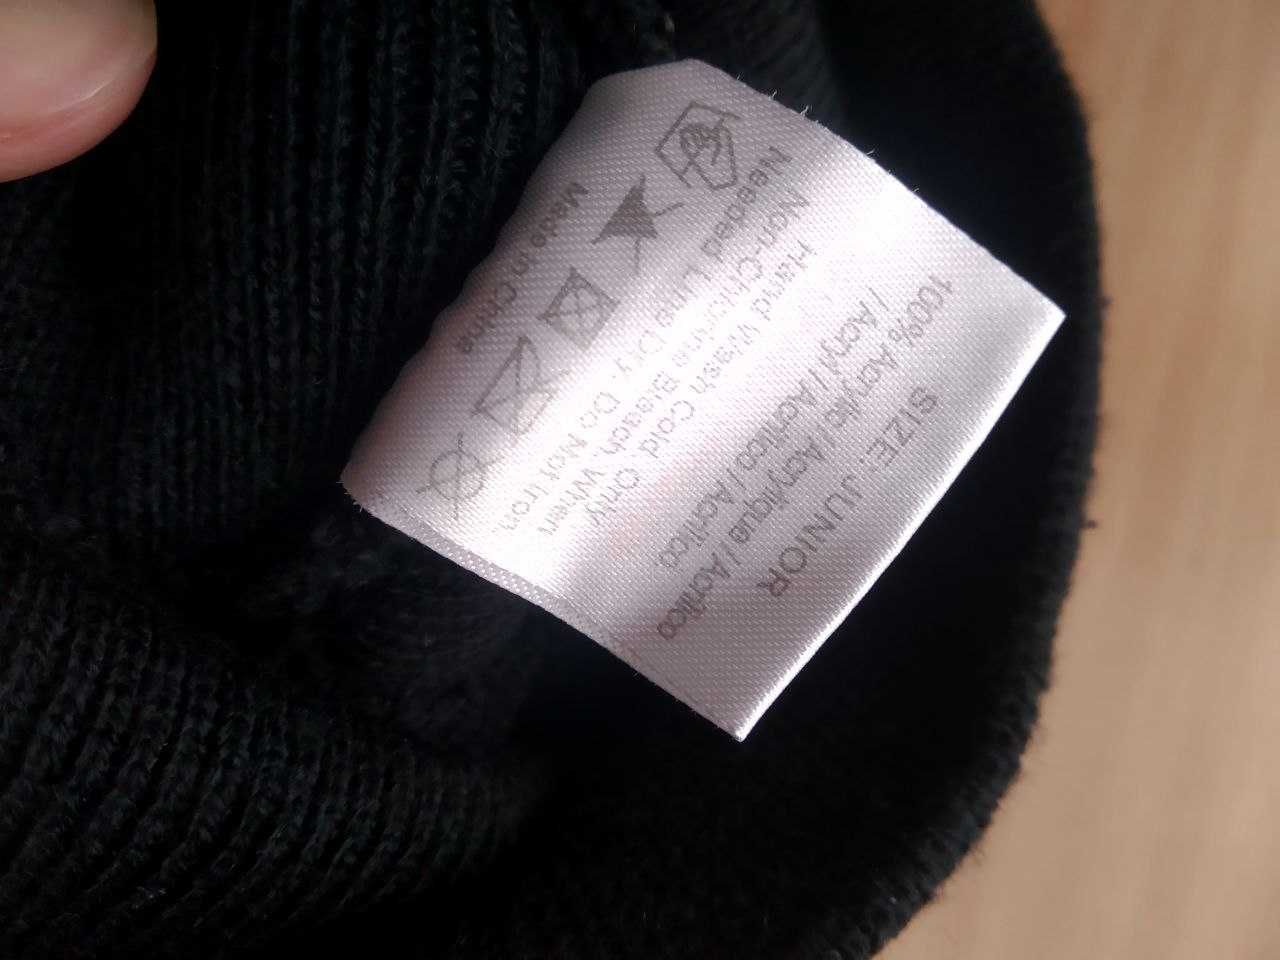 SIZE: JUNIOR
100% Acrylic / Acrylique / Acrilico
/ Acryl / Acrílico / Acrilico
Hand Wash Cold. Only
Non-Chlorine Bleach. When
Needed Line Dry. Do Not Iron.
Made in China